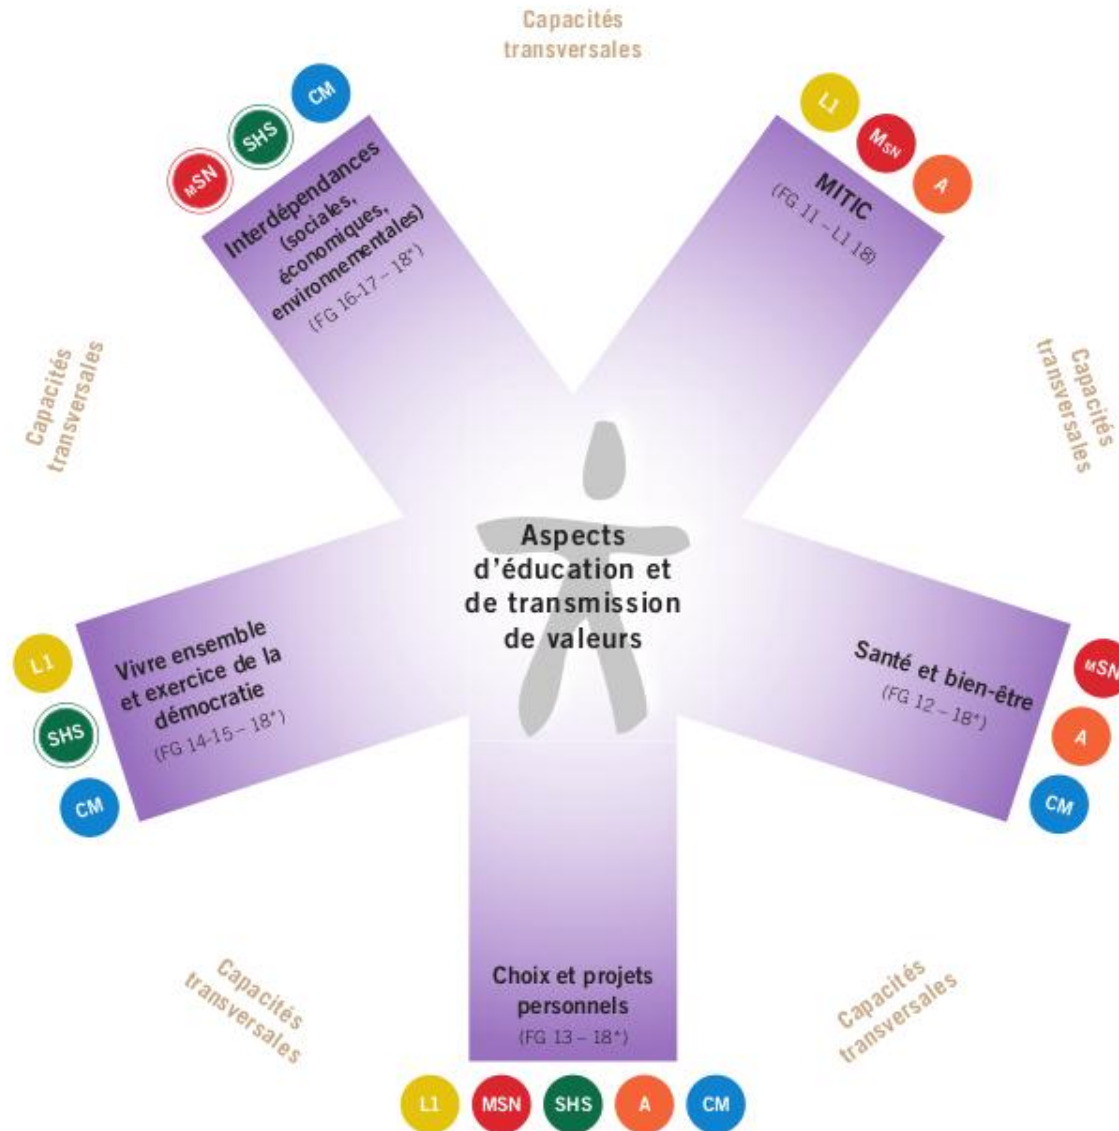 Capacités
transversales
CM
SHS
MSN
Interdépendances
(sociales,
économiques,
environnementales)
(FG 16-17 – 18*)
L1
MSN
A
MITIC
(FG 11 – L1 18)
Capacités
transversales
Capacités
transversales
Aspects
d'éducation et
de transmission
de valeurs
L1
SHS
CM
Vivre ensemble
et exercice de la
démocratie
(FG 14-15 – 18*)
Santé et bien-être
(FG 12 – 18*)
MSN
A
CM
Capacités
transversales
Choix et projets
personnels
(FG 13 – 18*)
Capacités
transversales
L1 MSN SHS A CM